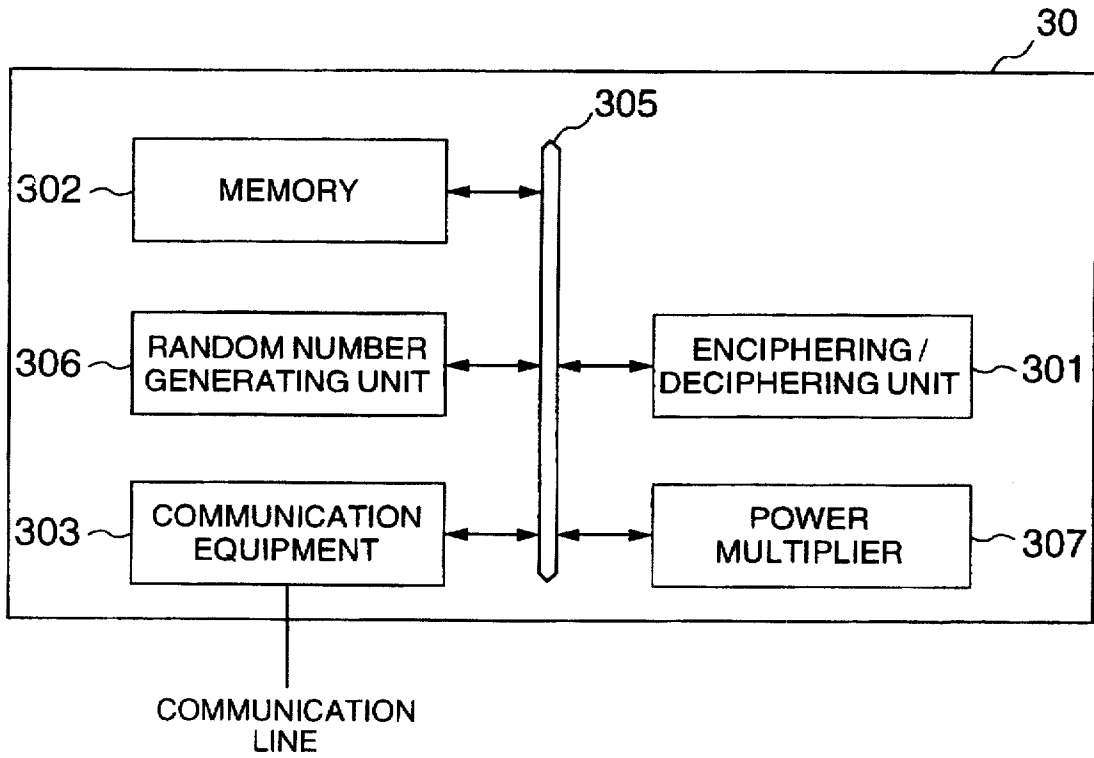 30
305
302
MEMORY
306
RANDOM NUMBER
GENERATING UNIT
ENCIPHERING /
DECIPHERING UNIT
301
303
COMMUNICATION
EQUIPMENT
POWER
MULTIPLIER
307
COMMUNICATION
LINE